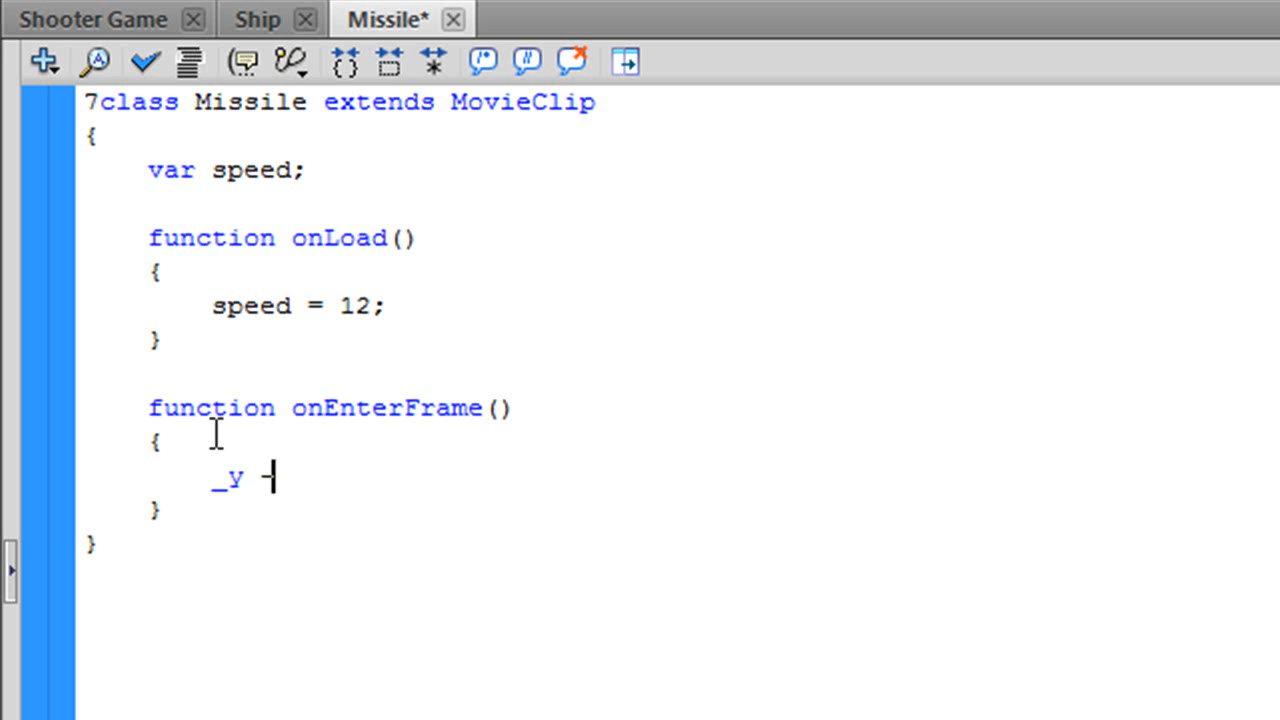 Shooter Game Ship Missile*
7class Missile extends MovieClip
{
var speed;
function onLoad()
{
speed = 12;
}
function onEnterFrame()
{
_y -
}
}